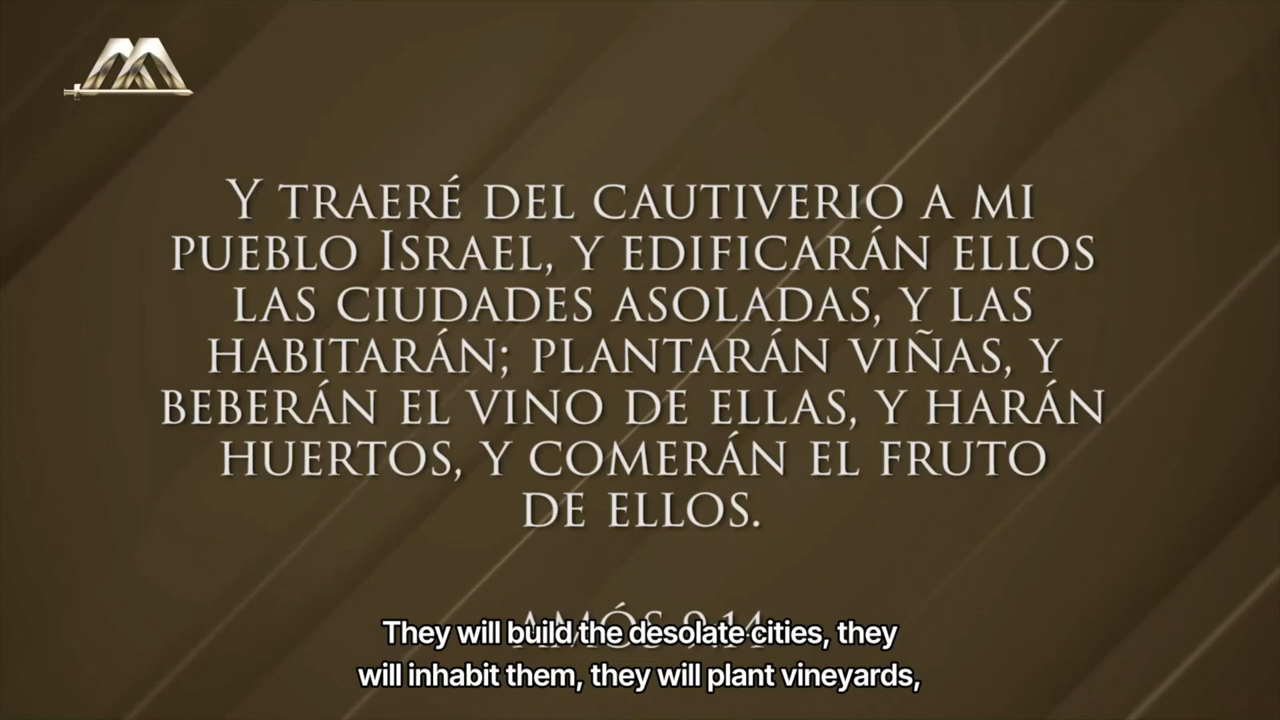 Y TRAERÉ DEL CAUTIVERIO A MI
PUEBLO ISRAEL, Y EDIFICARÁN ELLOS
LAS CIUDADES ASOLADAS, Y LAS
HABITARÁN; PLANTARÁN VIÑAS, Y
BEBERÁN EL VINO DE ELLAS, Y HARÁN
HUERTOS, Y COMERÁN EL FRUTO
DE ELLOS.
AMÓS 9:14
They will build the desolate cities, they
will inhabit them, they will plant vineyards,